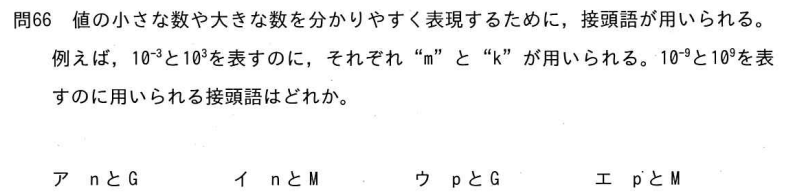 問66　値の小さな数や大きな数を分かりやすく表現するために，接頭語が用いられる。
例えば，10⁻³と10³を表すのに，それぞれ“m”と“k”が用いられる。10⁻⁹と10⁹を表
すのに用いられる接頭語はどれか。
ア　nとG　　イ　nとM　　ウ　pとG　　エ　pとM